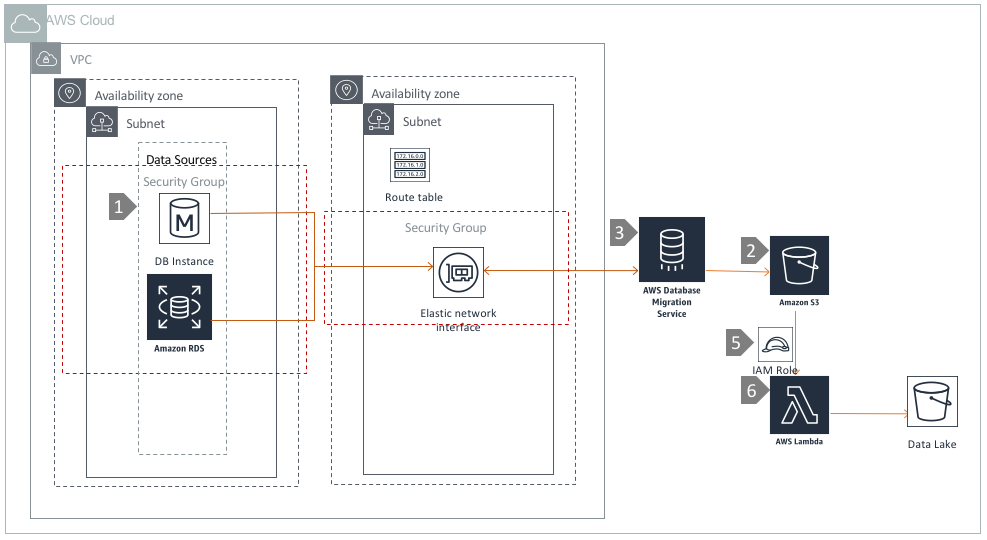 AWS Cloud
VPC
Availability zone
Subnet
Data Sources
Security Group
1
M
DB Instance
Amazon RDS
Availability zone
Subnet
172.16.0.0
172.16.1.0
172.16.2.0
Route table
Security Group
Elastic network
interface
3
AWS Database
Migration
Service
2
Amazon S3
5
IAM Role
6
AWS Lambda
Data Lake